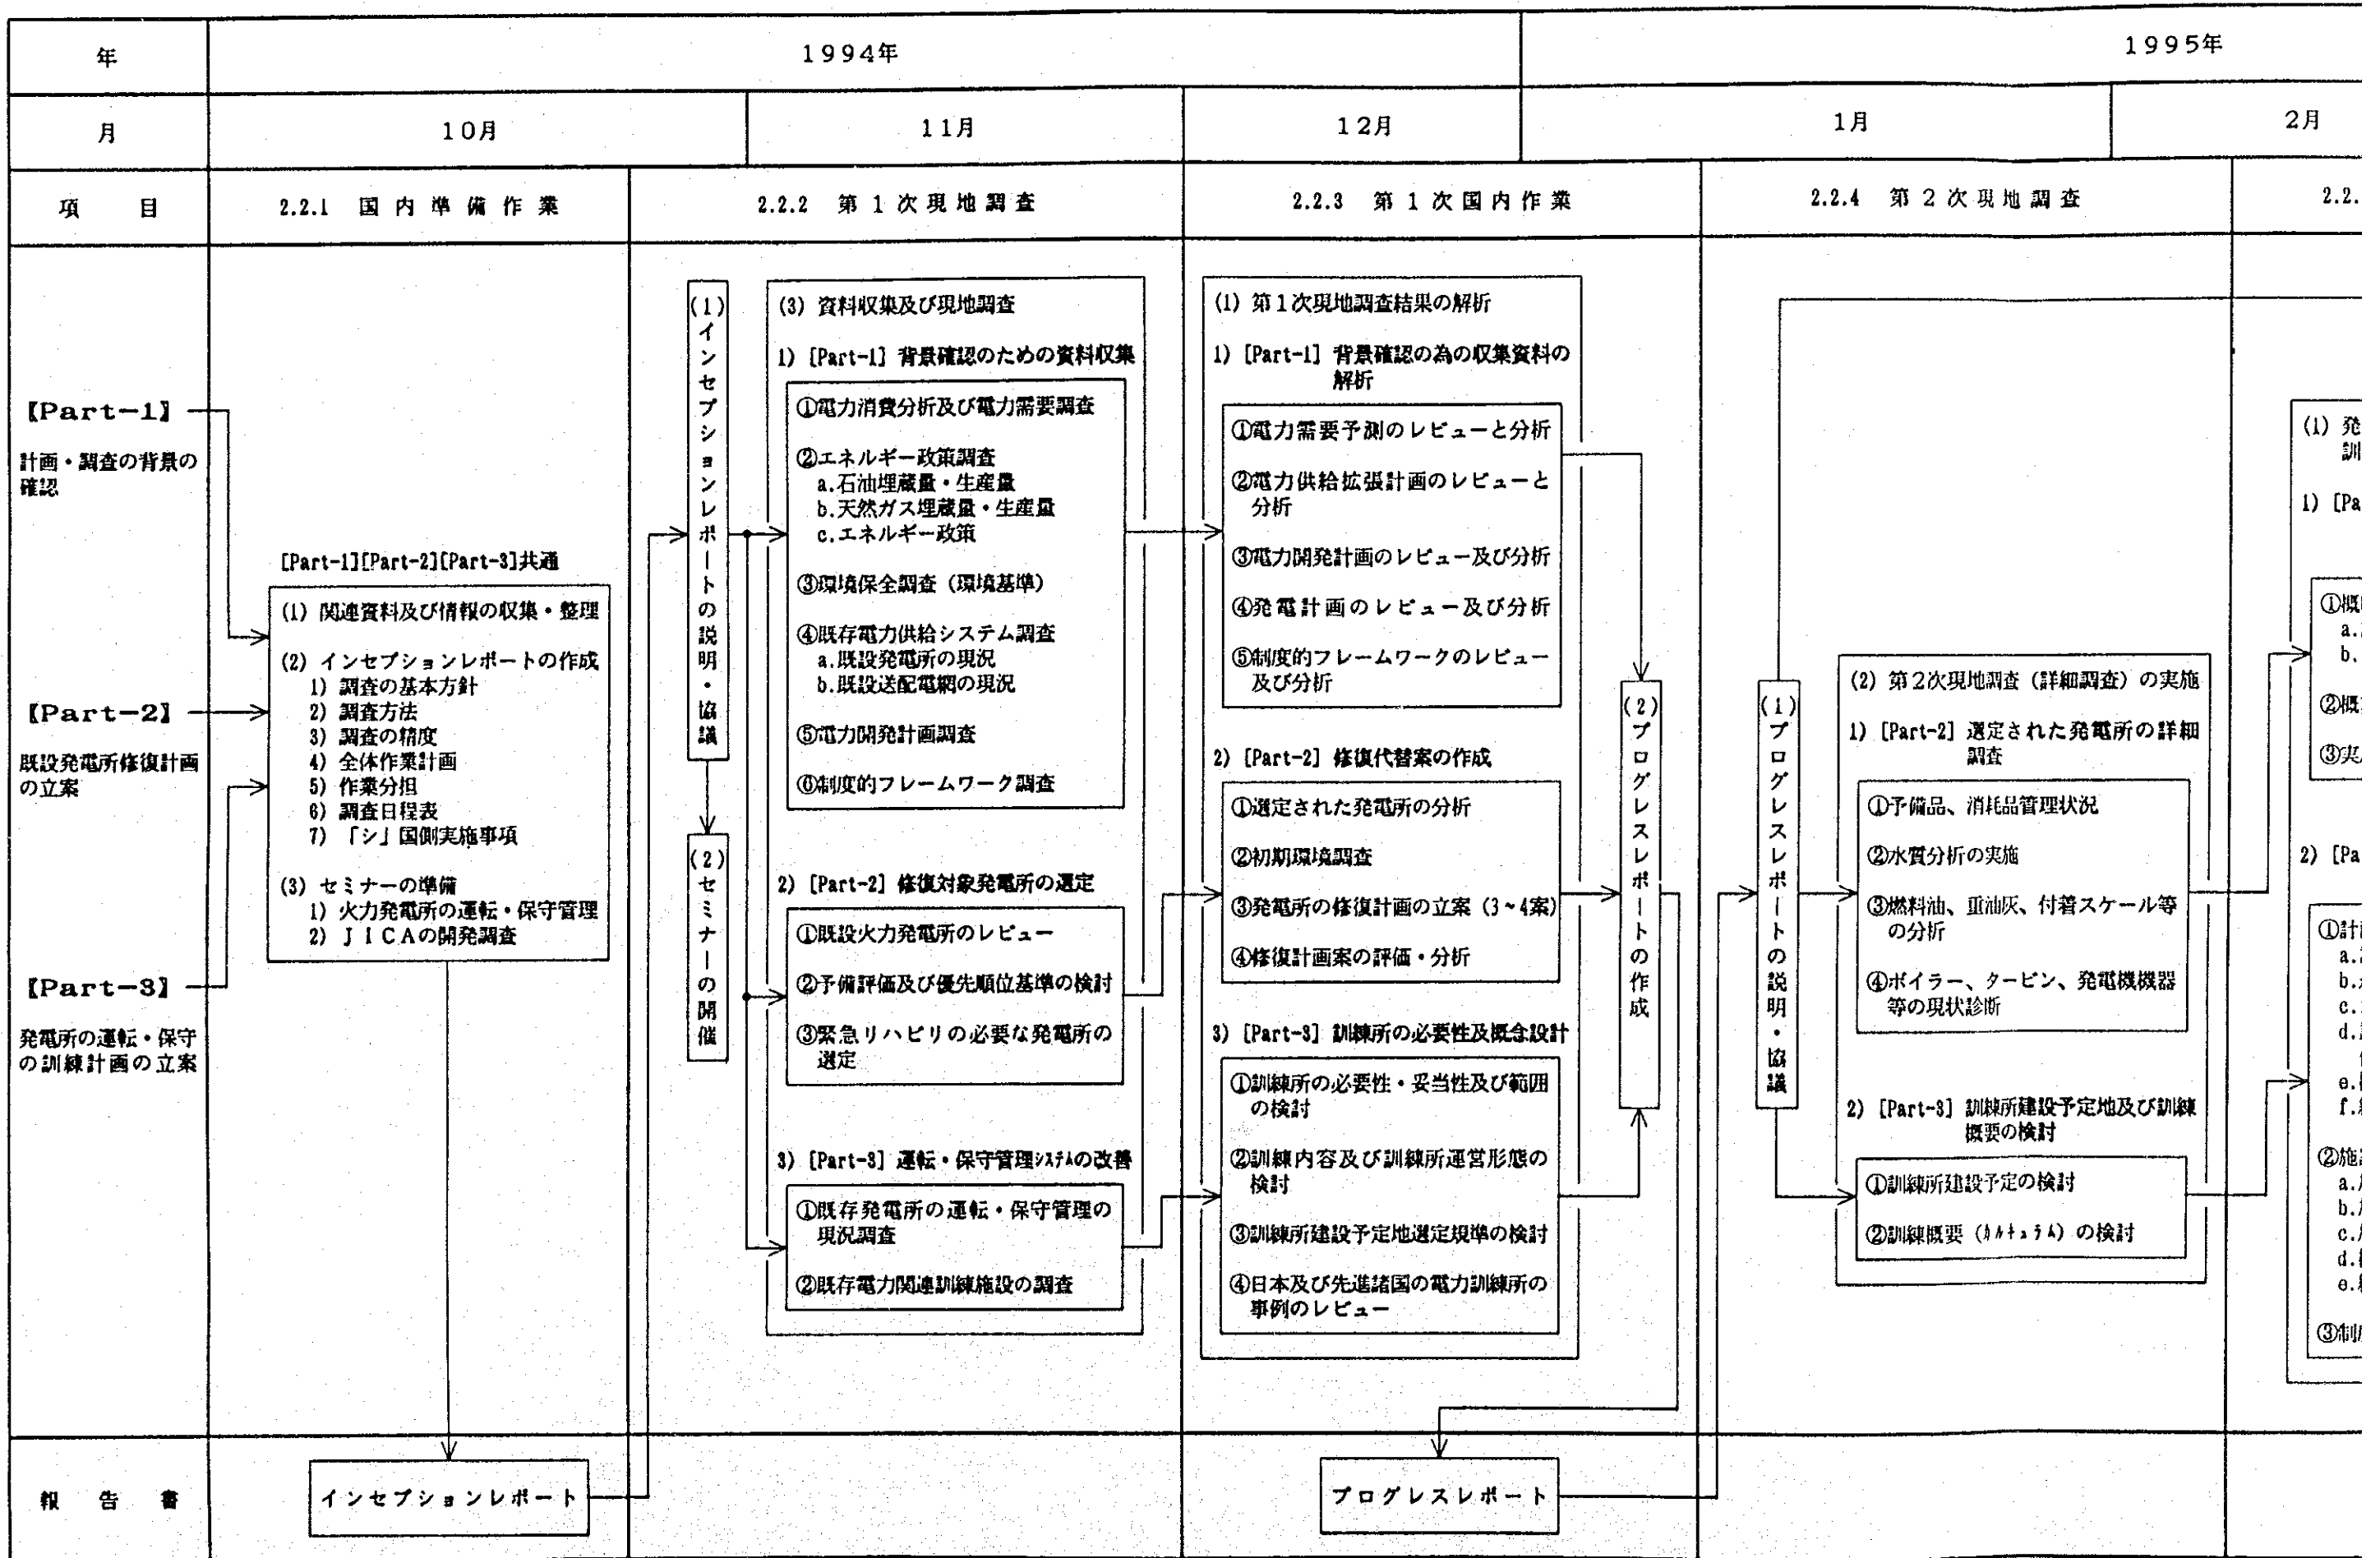 年
1994年
1995年
月
10月
11月
12月
1月
2月
項 目
2.2.1 国内準備作業
2.2.2 第1次現地調査
2.2.3 第1次国内作業
2.2.4 第2次現地調査
2.2.
【Part-1】
計画・調査の背景の
確認
【Part-2】
既設発電所修復計画
の立案
【Part-3】
発電所の運転・保守
の訓練計画の立案
[Part-1][Part-2][Part-3]共通
(1) 関連資料及び情報の収集・整理
(2) インセプションレポートの作成
1) 調査の基本方針
2) 調査方法
3) 調査の精度
4) 全体作業計画
5) 作業分担
6) 調査日程表
7) 「シ」国側実施事項
(3) セミナーの準備
1) 火力発電所の運転・保守管理
2) JICAの開発調査
(1)インセプションレポートの説明・協議
(2)セミナーの開催
(3) 資料収集及び現地調査
1) [Part-1] 背景確認のための資料収集
①電力消費分析及び電力需要調査
②エネルギー政策調査
a.石油埋蔵量・生産量
b.天然ガス埋蔵量・生産量
c.エネルギー政策
③環境保全調査（環境基準）
④既存電力供給システム調査
a.既設発電所の現況
b.既設送配電網の現況
⑤電力開発計画調査
⑥制度的フレームワーク調査
2) [Part-2] 修復対象発電所の選定
①既設火力発電所のレビュー
②予備評価及び優先順位基準の検討
③緊急リハビリの必要な発電所の
選定
3) [Part-3] 運転・保守管理ｼｽﾃﾑの改善
①既存発電所の運転・保守管理の
現況調査
②既存電力関連訓練施設の調査
(1) 第1次現地調査結果の解析
1) [Part-1] 背景確認の為の収集資料の
解析
①電力需要予測のレビューと分析
②電力供給拡張計画のレビューと
分析
③電力開発計画のレビュー及び分析
④発電計画のレビュー及び分析
⑤制度的フレームワークのレビュー
及び分析
2) [Part-2] 修復代替案の作成
①選定された発電所の分析
②初期環境調査
③発電所の修復計画の立案（3~4案）
④修復計画案の評価・分析
3) [Part-3] 訓練所の必要性及概念設計
①訓練所の必要性・妥当性及び範囲
の検討
②訓練内容及び訓練所運営形態の
検討
③訓練所建設予定地選定規準の検討
④日本及び先進諸国の電力訓練所の
事例のレビュー
(2)プログレスレポートの作成
(1)プログレスレポートの説明・協議
(2) 第2次現地調査（詳細調査）の実施
1) [Part-2] 選定された発電所の詳細
調査
①予備品、消耗品管理状況
②水質分析の実施
③燃料油、重油灰、付着スケール等
の分析
④ボイラー、タービン、発電機機器
等の現状診断
2) [Part-3] 訓練所建設予定地及び訓練
概要の検討
①訓練所建設予定の検討
②訓練概要（ｶﾙｷｭﾗﾑ）の検討
(1) 発
訓
1) [Pa
①概
a.
b.
②概
③実
2) [Pa
①計
a.
b.
c.
d.
e.
f.
②施
a.
b.
c.
d.
e.
③制
報 告 書
インセプションレポート
プログレスレポート